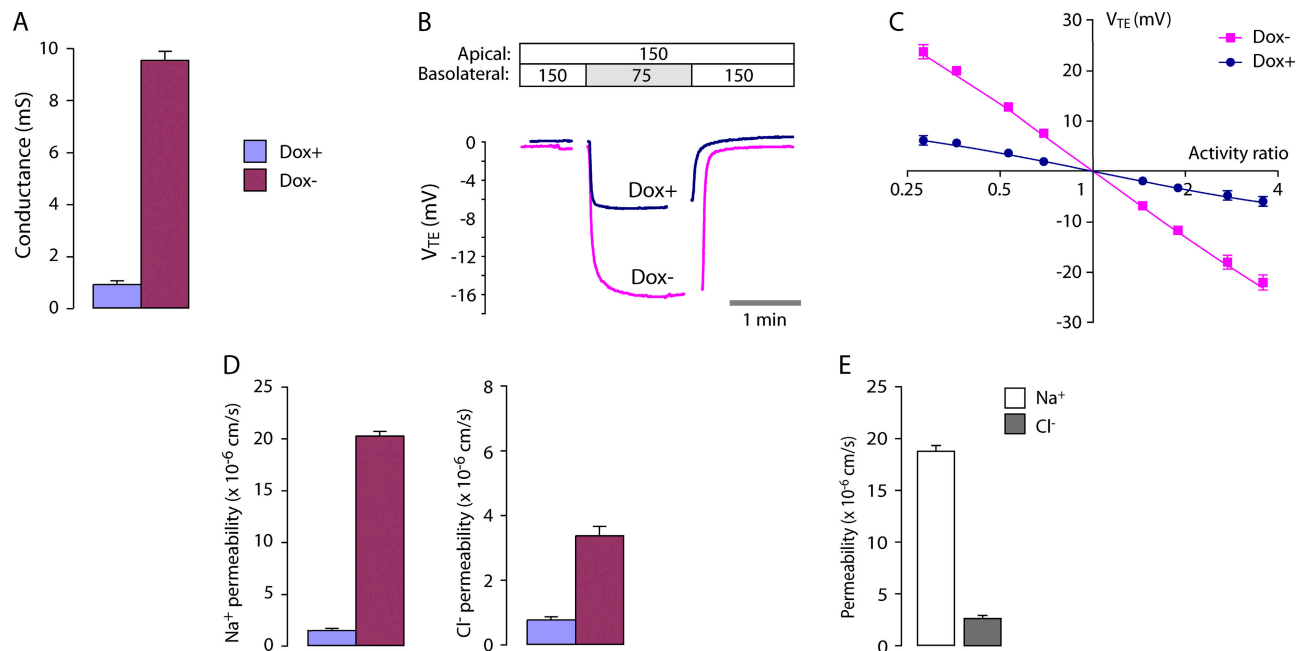 A
Conductance (mS)
10
8
6
4
2
0
Dox+
Dox-
B
Apical:
150
Basolateral:
150
75
150
V_TE (mV)
0
-4
-8
-12
-16
Dox+
Dox-
1 min
C
V_TE (mV)
30
20
10
-10
-20
-30
Activity ratio
0.25
0.5
1
2
4
Dox-
Dox+
D
Na⁺ permeability (x 10⁻⁶ cm/s)
25
20
15
10
5
0
Cl⁻ permeability (x 10⁻⁶ cm/s)
8
6
4
2
0
E
Permeability (x 10⁻⁶ cm/s)
25
20
15
10
5
0
Na⁺
Cl⁻